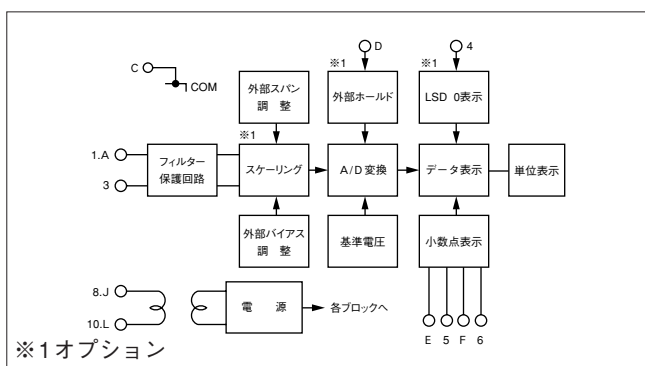 D
4
C
COM
※1
※1
外部スパン
調 整
外部ホールド
LSD 0表示
※1
1.A
3
フィルター
保護回路
スケーリング
A/D変換
データ表示
単位表示
外部バイアス
調 整
基準電圧
小数点表示
8.J
10.L
電 源
各ブロックへ
E 5 F 6
※1オプション